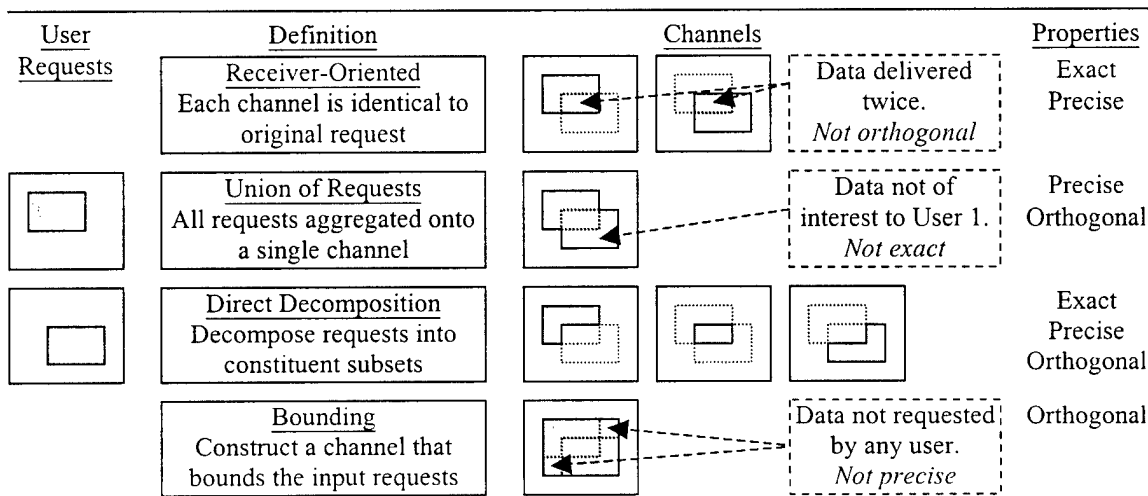 User
Requests
Definition
Channels
Properties
Receiver-Oriented
Each channel is identical to
original request
Data delivered
twice.
Not orthogonal
Exact
Precise
Union of Requests
All requests aggregated onto
a single channel
Data not of
interest to User 1.
Not exact
Precise
Orthogonal
Direct Decomposition
Decompose requests into
constituent subsets
Exact
Precise
Orthogonal
Bounding
Construct a channel that
bounds the input requests
Data not requested
by any user.
Not precise
Orthogonal